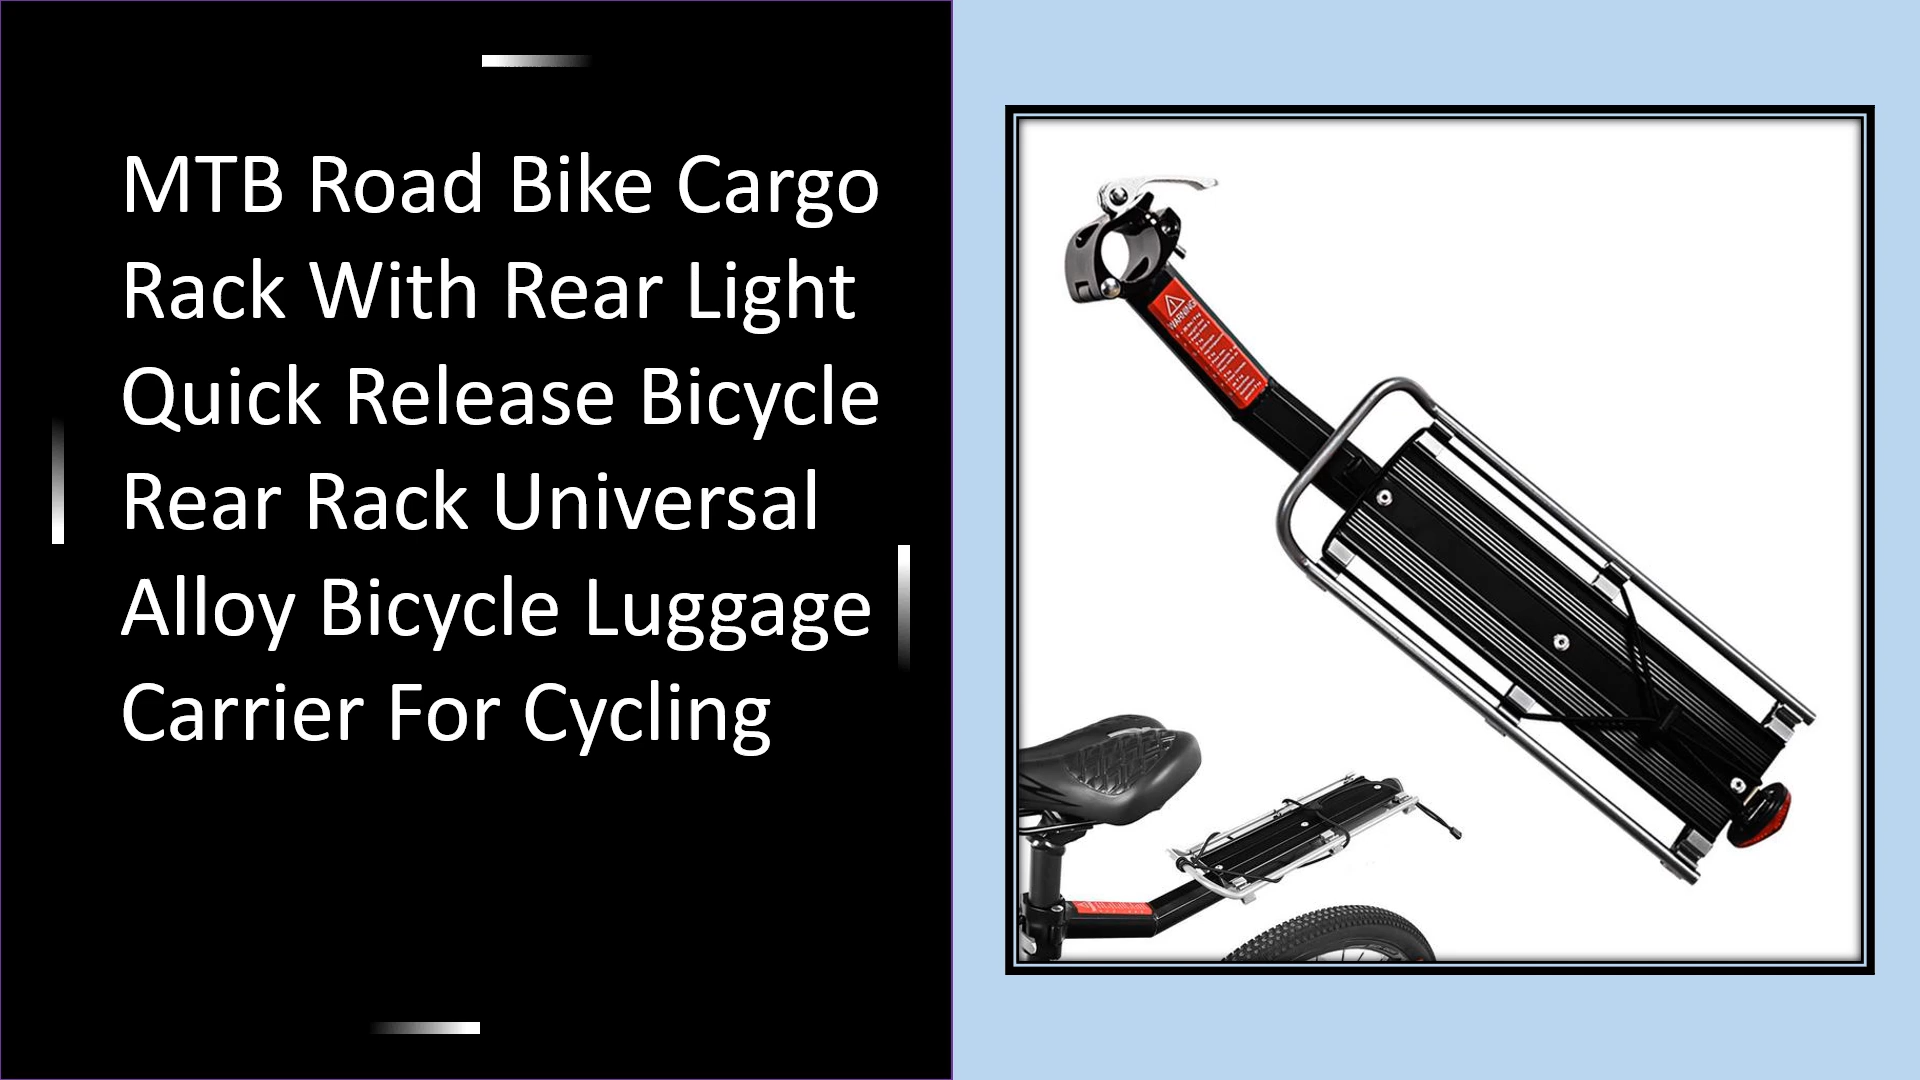 MTB Road Bike Cargo
Rack With Rear Light
Quick Release Bicycle
Rear Rack Universal
Alloy Bicycle Luggage
Carrier For Cycling
WARNING